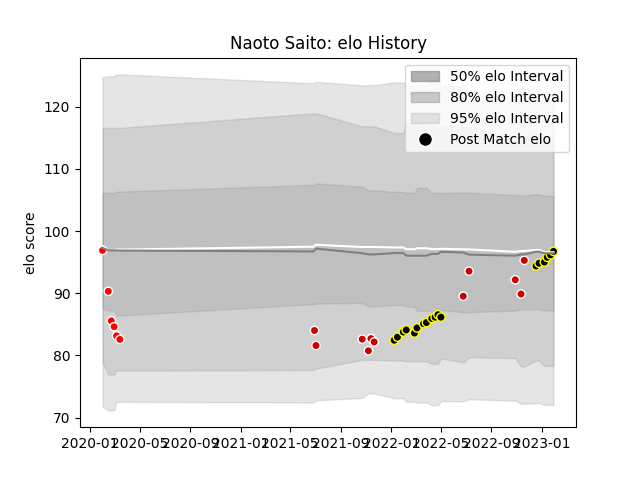 Naoto Saito: elo History
50% elo Interval
80% elo Interval
95% elo Interval
Post Match elo
elo score
120
110
100
90
80
70
2020-01 2020-05 2020-09 2021-01 2021-05 2021-09 2022-01 2022-05 2022-09 2023-01